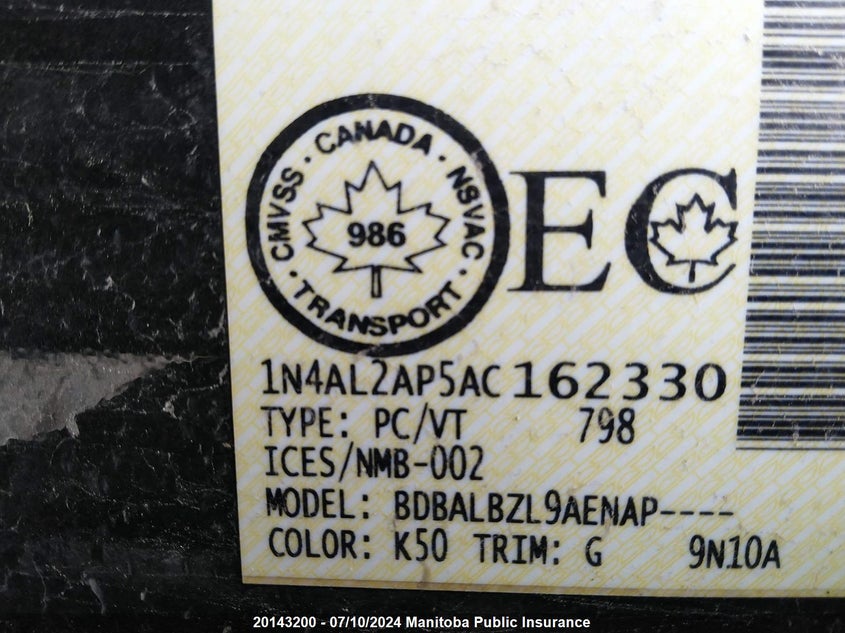 CMVSS · CANADA · NSVAC · TRANSPORT ·
986
EC
1N4AL2AP5AC162330
TYPE: PC/VT 798
ICES/NMB-002
MODEL: BDBALBZL9AENAP----
COLOR: K50 TRIM: G 9N10A
20143200 - 07/10/2024 Manitoba Public Insurance